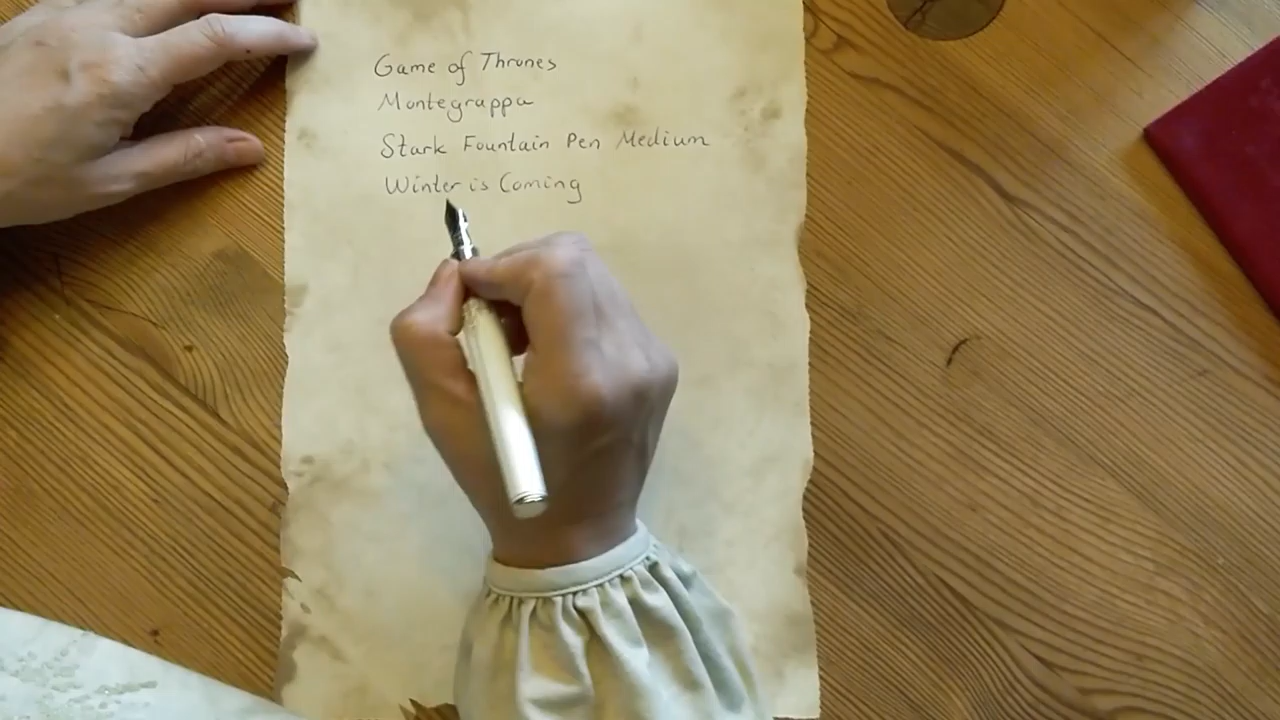 Game of Thrones
Montegrappa
Stark Fountain Pen Medium
Winter is Coming